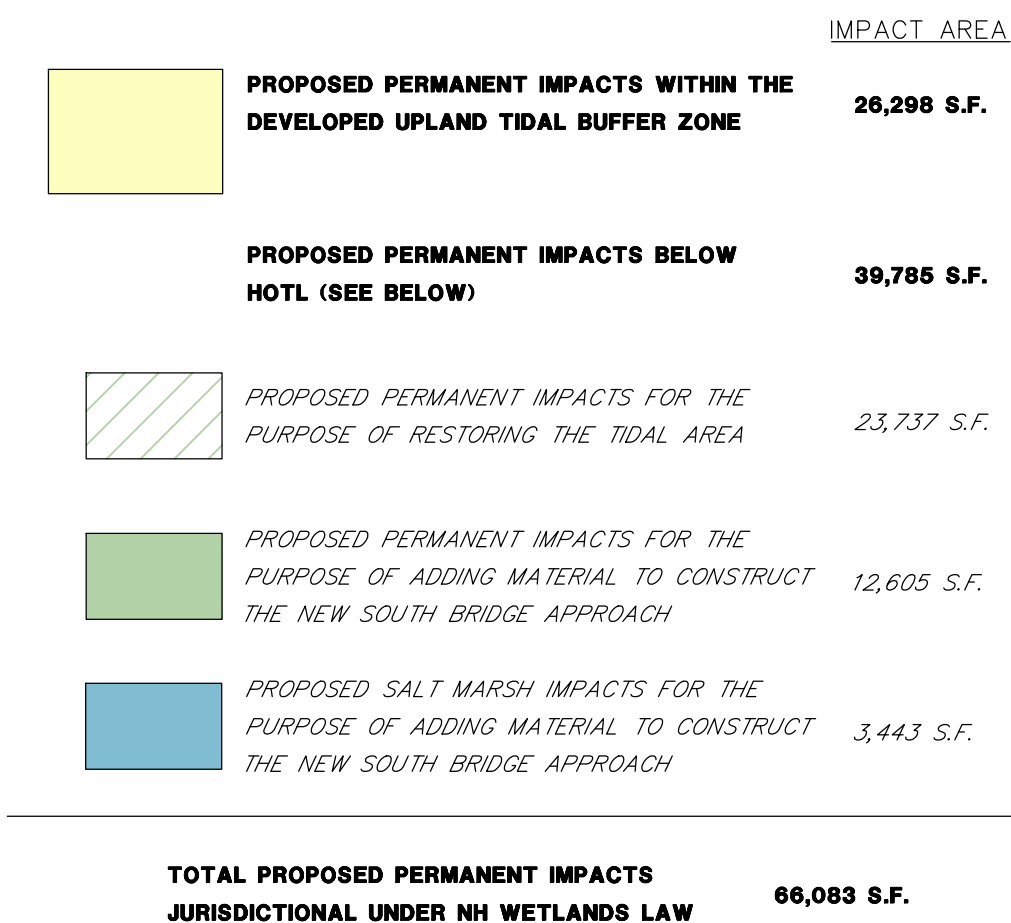 IMPACT AREA
PROPOSED PERMANENT IMPACTS WITHIN THE
DEVELOPED UPLAND TIDAL BUFFER ZONE
26,298 S.F.
PROPOSED PERMANENT IMPACTS BELOW
HOTL (SEE BELOW)
39,785 S.F.
PROPOSED PERMANENT IMPACTS FOR THE
PURPOSE OF RESTORING THE TIDAL AREA
23,737 S.F.
PROPOSED PERMANENT IMPACTS FOR THE
PURPOSE OF ADDING MATERIAL TO CONSTRUCT
THE NEW SOUTH BRIDGE APPROACH
12,605 S.F.
PROPOSED SALT MARSH IMPACTS FOR THE
PURPOSE OF ADDING MATERIAL TO CONSTRUCT
THE NEW SOUTH BRIDGE APPROACH
3,443 S.F.
TOTAL PROPOSED PERMANENT IMPACTS
JURISDICTIONAL UNDER NH WETLANDS LAW
66,083 S.F.